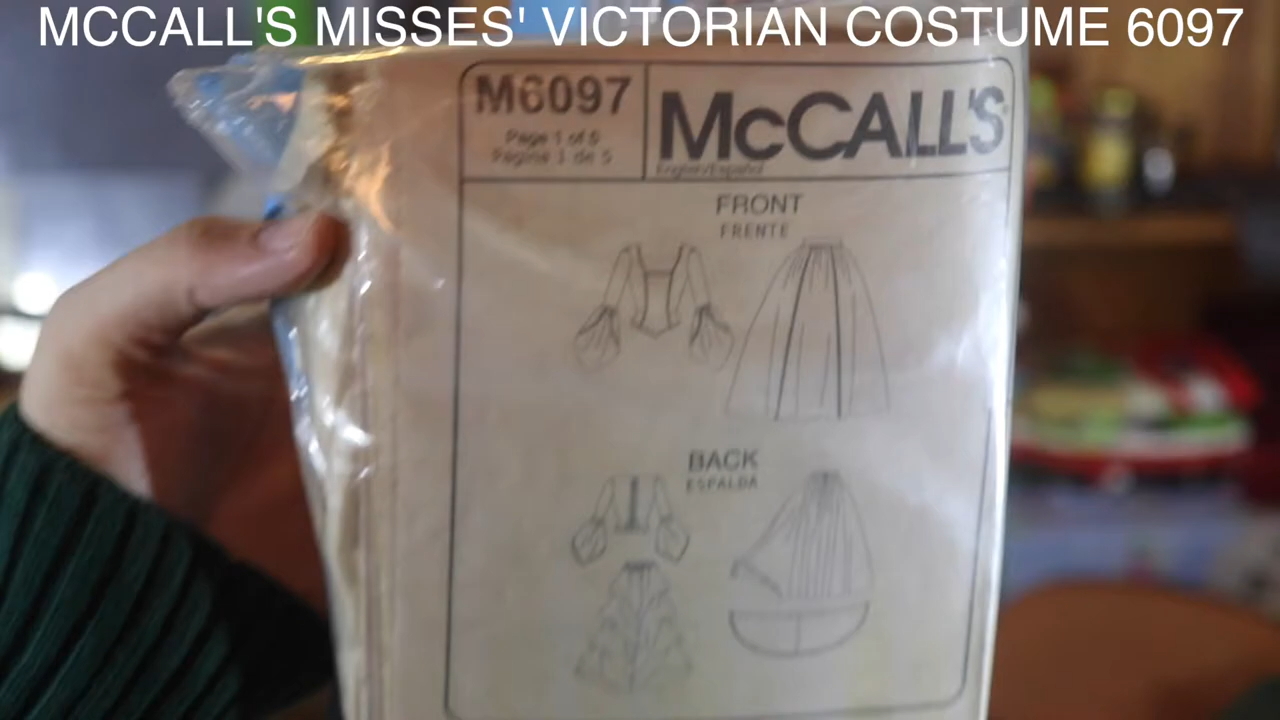 MCCALL'S MISSES' VICTORIAN COSTUME 6097
M6097
Page 1 of 5
Página 1 de 5
McCALL'S
English/Español
FRONT
FRENTE
BACK
ESPALDA